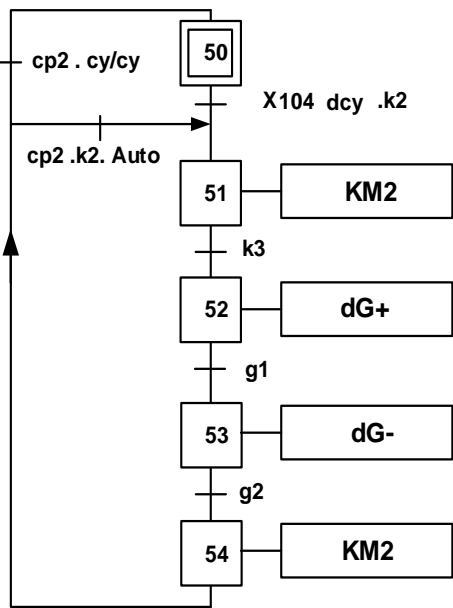 50
cp2 . cy/cy
X104 dcy .k2
cp2 .k2. Auto
51 KM2
k3
52 dG+
g1
53 dG-
g2
54 KM2